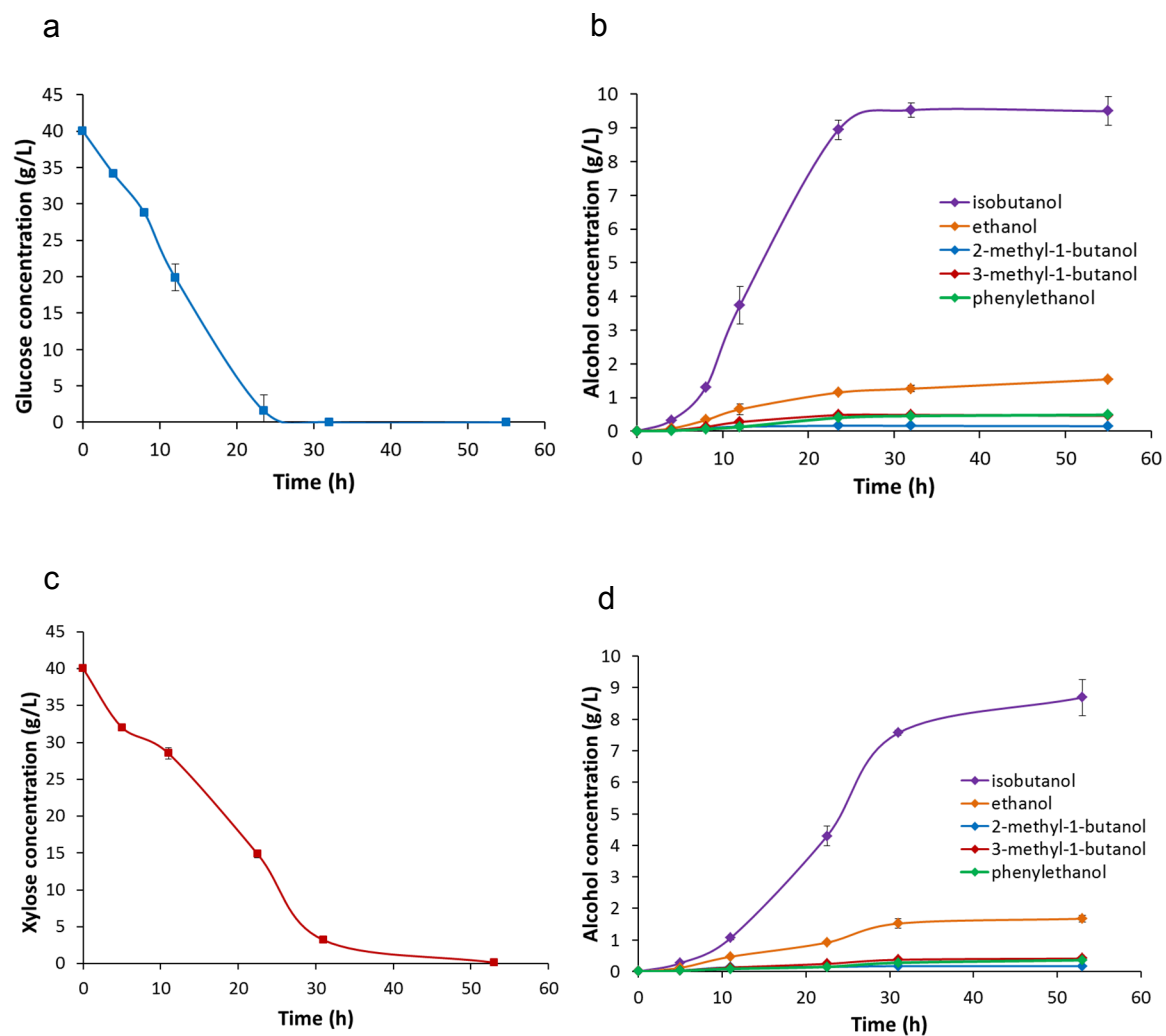 a
Glucose concentration (g/L)
45
40
35
30
25
20
15
10
5
0
0 10 20 30 40 50 60
Time (h)
b
Alcohol concentration (g/L)
10
9
8
7
6
5
4
3
2
1
0
isobutanol
ethanol
2-methyl-1-butanol
3-methyl-1-butanol
phenylethanol
0 10 20 30 40 50 60
Time (h)
c
Xylose concentration (g/L)
45
40
35
30
25
20
15
10
5
0
0 10 20 30 40 50 60
Time (h)
d
Alcohol concentration (g/L)
10
9
8
7
6
5
4
3
2
1
0
isobutanol
ethanol
2-methyl-1-butanol
3-methyl-1-butanol
phenylethanol
0 10 20 30 40 50 60
Time (h)